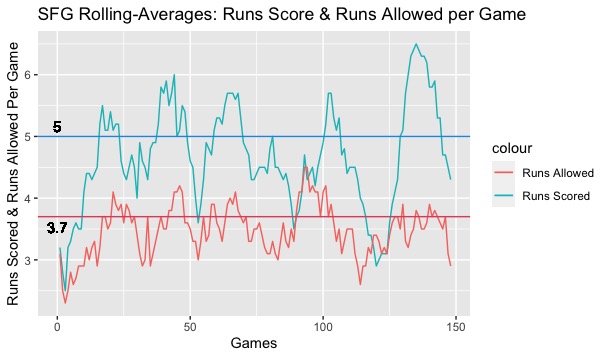 SFG Rolling-Averages: Runs Score & Runs Allowed per Game
Runs Scored & Runs Allowed Per Game
6
5
4
3
5
3.7
0
50
100
150
Games
colour
Runs Allowed
Runs Scored